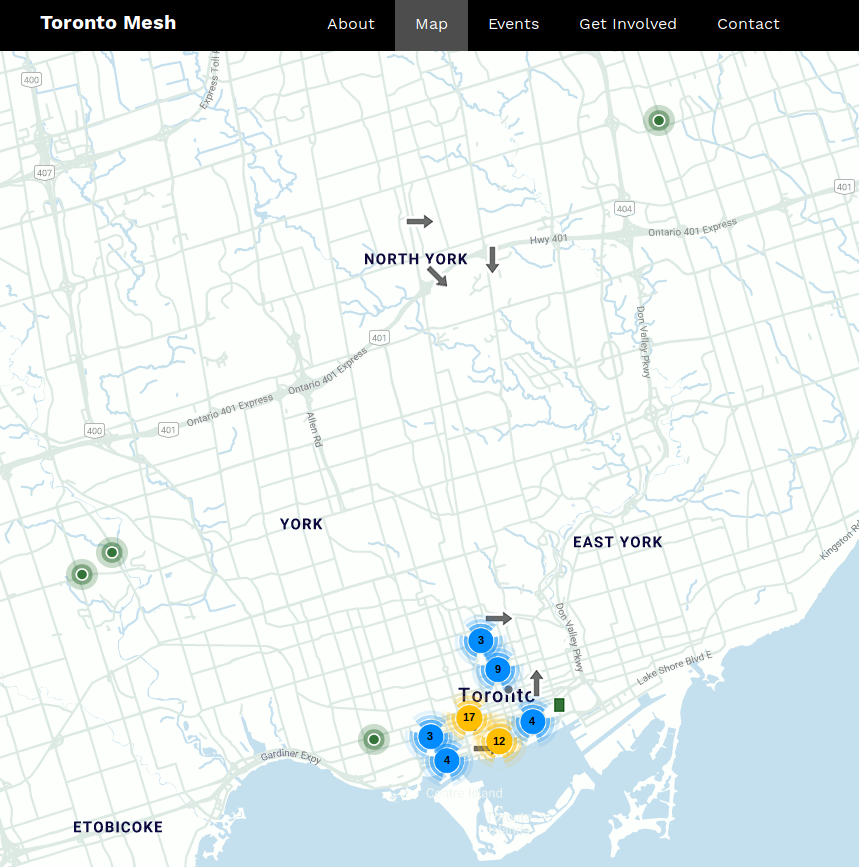 Toronto Mesh
About
Map
Events
Get Involved
Contact
400
407
401
404
Ontario 401 Express
Hwy 401
NORTH YORK
Don Valley Pkwy
401
Ontario 401 Express
Ontario 401 Express
400
401
Allen Rd
YORK
EAST YORK
Kingston Rd
Don Valley Pkwy
3
9
Lake Shore Blvd E
Toronto
17
4
3
12
4
Gardiner Expy
Centre Island
ETOBICOKE